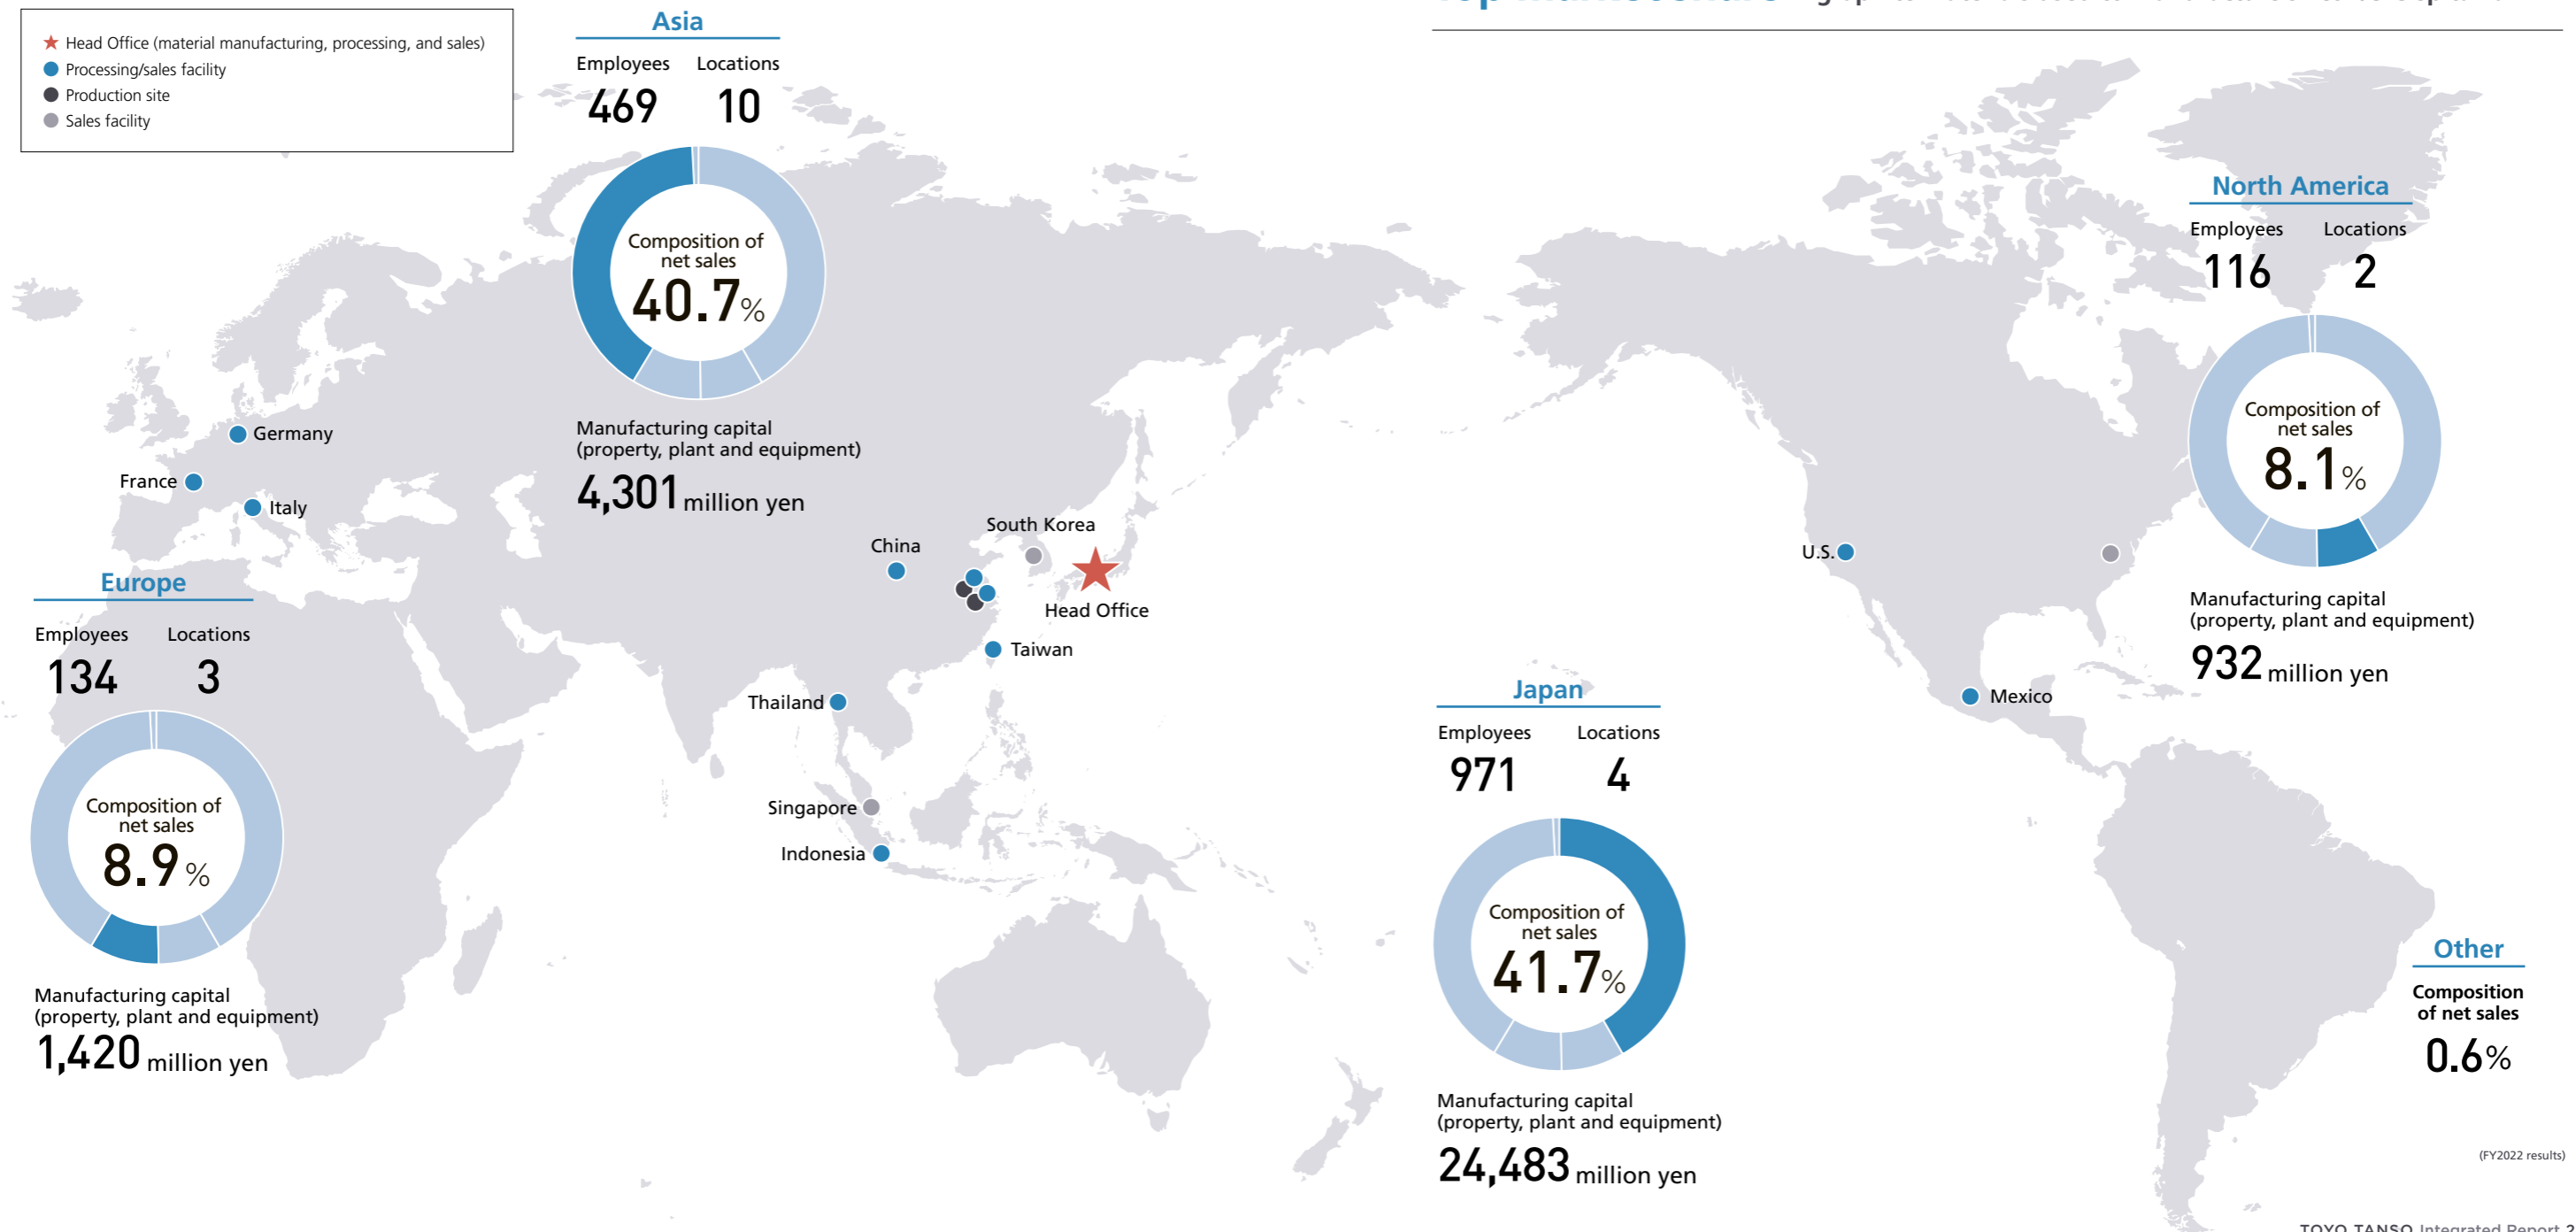 Head Office (material manufacturing, processing, and sales)
Processing/sales facility
Production site
Sales facility
Asia
Employees Locations
469 10
Composition of
net sales
40.7%
Manufacturing capital
(property, plant and equipment)
4,301 million yen
North America
Employees Locations
116 2
Composition of
net sales
8.1%
Manufacturing capital
(property, plant and equipment)
932 million yen
Germany
France
Italy
China
South Korea
Head Office
Taiwan
Thailand
Singapore
Indonesia
U.S.
Mexico
Europe
Employees Locations
134 3
Composition of
net sales
8.9%
Manufacturing capital
(property, plant and equipment)
1,420 million yen
Japan
Employees Locations
971 4
Composition of
net sales
41.7%
Manufacturing capital
(property, plant and equipment)
24,483 million yen
Other
Composition
of net sales
0.6%
(FY2022 results)
TOYO TANSO Integrated Report 2